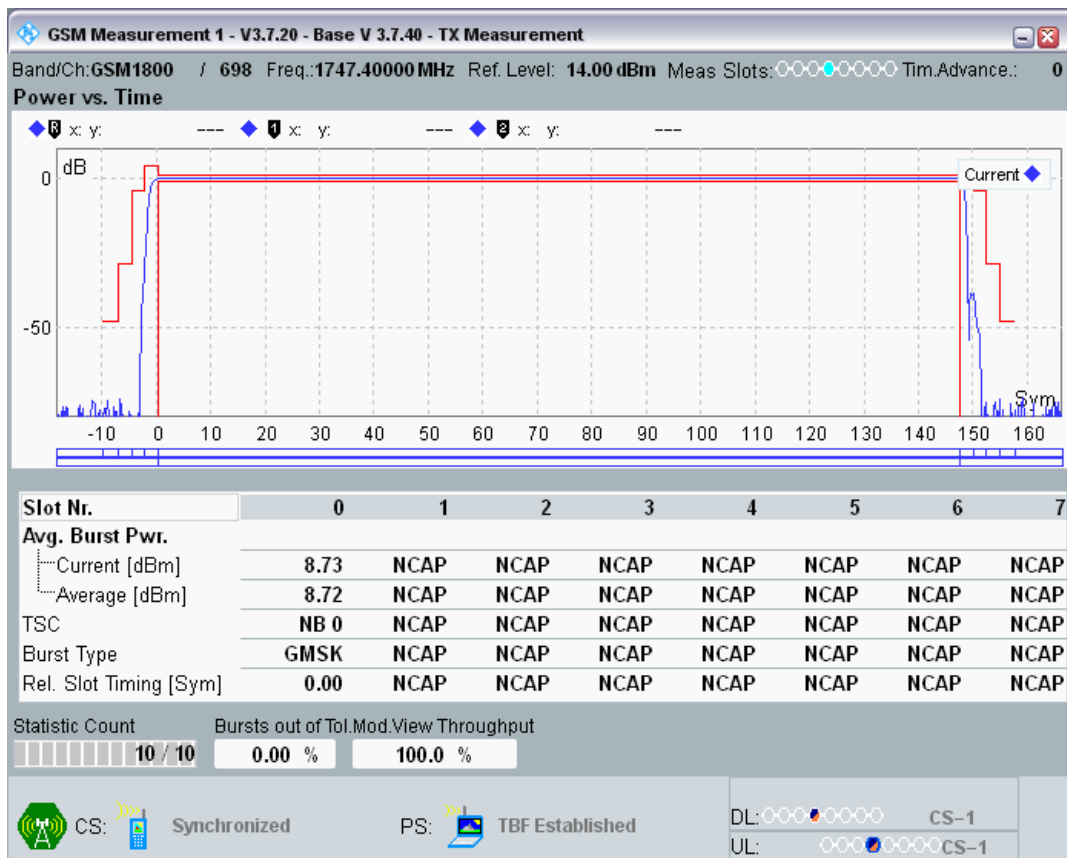 GSM Measurement 1 - V3.7.20 - Base V 3.7.40 - TX Measurement
Band/Ch:GSM1800 / 698 Freq.:1747.40000 MHz Ref. Level: 14.00 dBm Meas Slots: Tim.Advance.: 0
Power vs. Time
R x: y: --- 1 x: y: --- 2 x: y: ---
dB
Current
0
-50
Sym
-10 0 10 20 30 40 50 60 70 80 90 100 110 120 130 140 150 160
Slot Nr. 0 1 2 3 4 5 6 7
Avg. Burst Pwr.
Current [dBm] 8.73 NCAP NCAP NCAP NCAP NCAP NCAP NCAP
Average [dBm] 8.72 NCAP NCAP NCAP NCAP NCAP NCAP NCAP
TSC NB 0 NCAP NCAP NCAP NCAP NCAP NCAP NCAP
Burst Type GMSK NCAP NCAP NCAP NCAP NCAP NCAP NCAP
Rel. Slot Timing [Sym] 0.00 NCAP NCAP NCAP NCAP NCAP NCAP NCAP
Statistic Count Bursts out of Tol.Mod.View Throughput
10 / 10 0.00 % 100.0 %
CS: Synchronized PS: TBF Established DL: CS-1
UL: CS-1